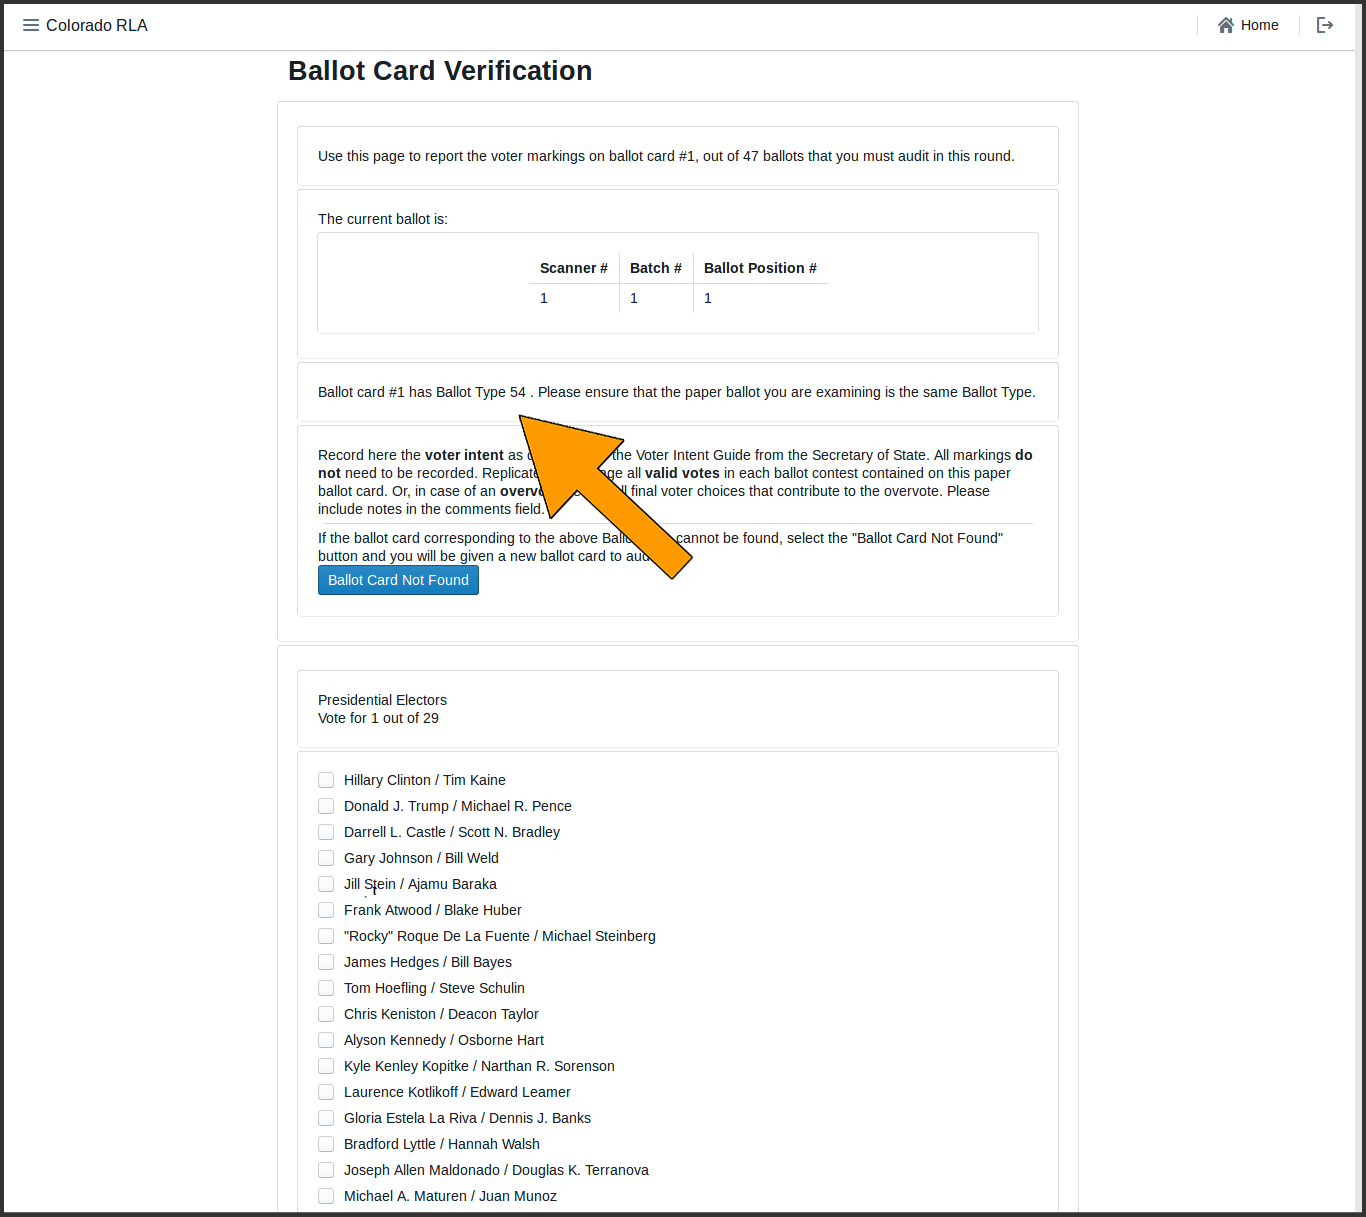 Colorado RLA
Home
Ballot Card Verification
Use this page to report the voter markings on ballot card #1, out of 47 ballots that you must audit in this round.
The current ballot is:
Scanner # Batch # Ballot Position #
1 1 1
Ballot card #1 has Ballot Type 54 . Please ensure that the paper ballot you are examining is the same Ballot Type.
Record here the voter intent as the Voter Intent Guide from the Secretary of State. All markings do
not need to be recorded. Replicate all valid votes in each ballot contest contained on this paper
ballot card. Or, in case of an final voter choices that contribute to the overvote. Please
include notes in the comments field.
If the ballot card corresponding to the above cannot be found, select the "Ballot Card Not Found"
button and you will be given a new ballot card to
Ballot Card Not Found
Presidential Electors
Vote for 1 out of 29
Hillary Clinton / Tim Kaine
Donald J. Trump / Michael R. Pence
Darrell L. Castle / Scott N. Bradley
Gary Johnson / Bill Weld
Jill Stein / Ajamu Baraka
Frank Atwood / Blake Huber
"Rocky" Roque De La Fuente / Michael Steinberg
James Hedges / Bill Bayes
Tom Hoefling / Steve Schulin
Chris Keniston / Deacon Taylor
Alyson Kennedy / Osborne Hart
Kyle Kenley Kopitke / Narthan R. Sorenson
Laurence Kotlikoff / Edward Leamer
Gloria Estela La Riva / Dennis J. Banks
Bradford Lyttle / Hannah Walsh
Joseph Allen Maldonado / Douglas K. Terranova
Michael A. Maturen / Juan Munoz